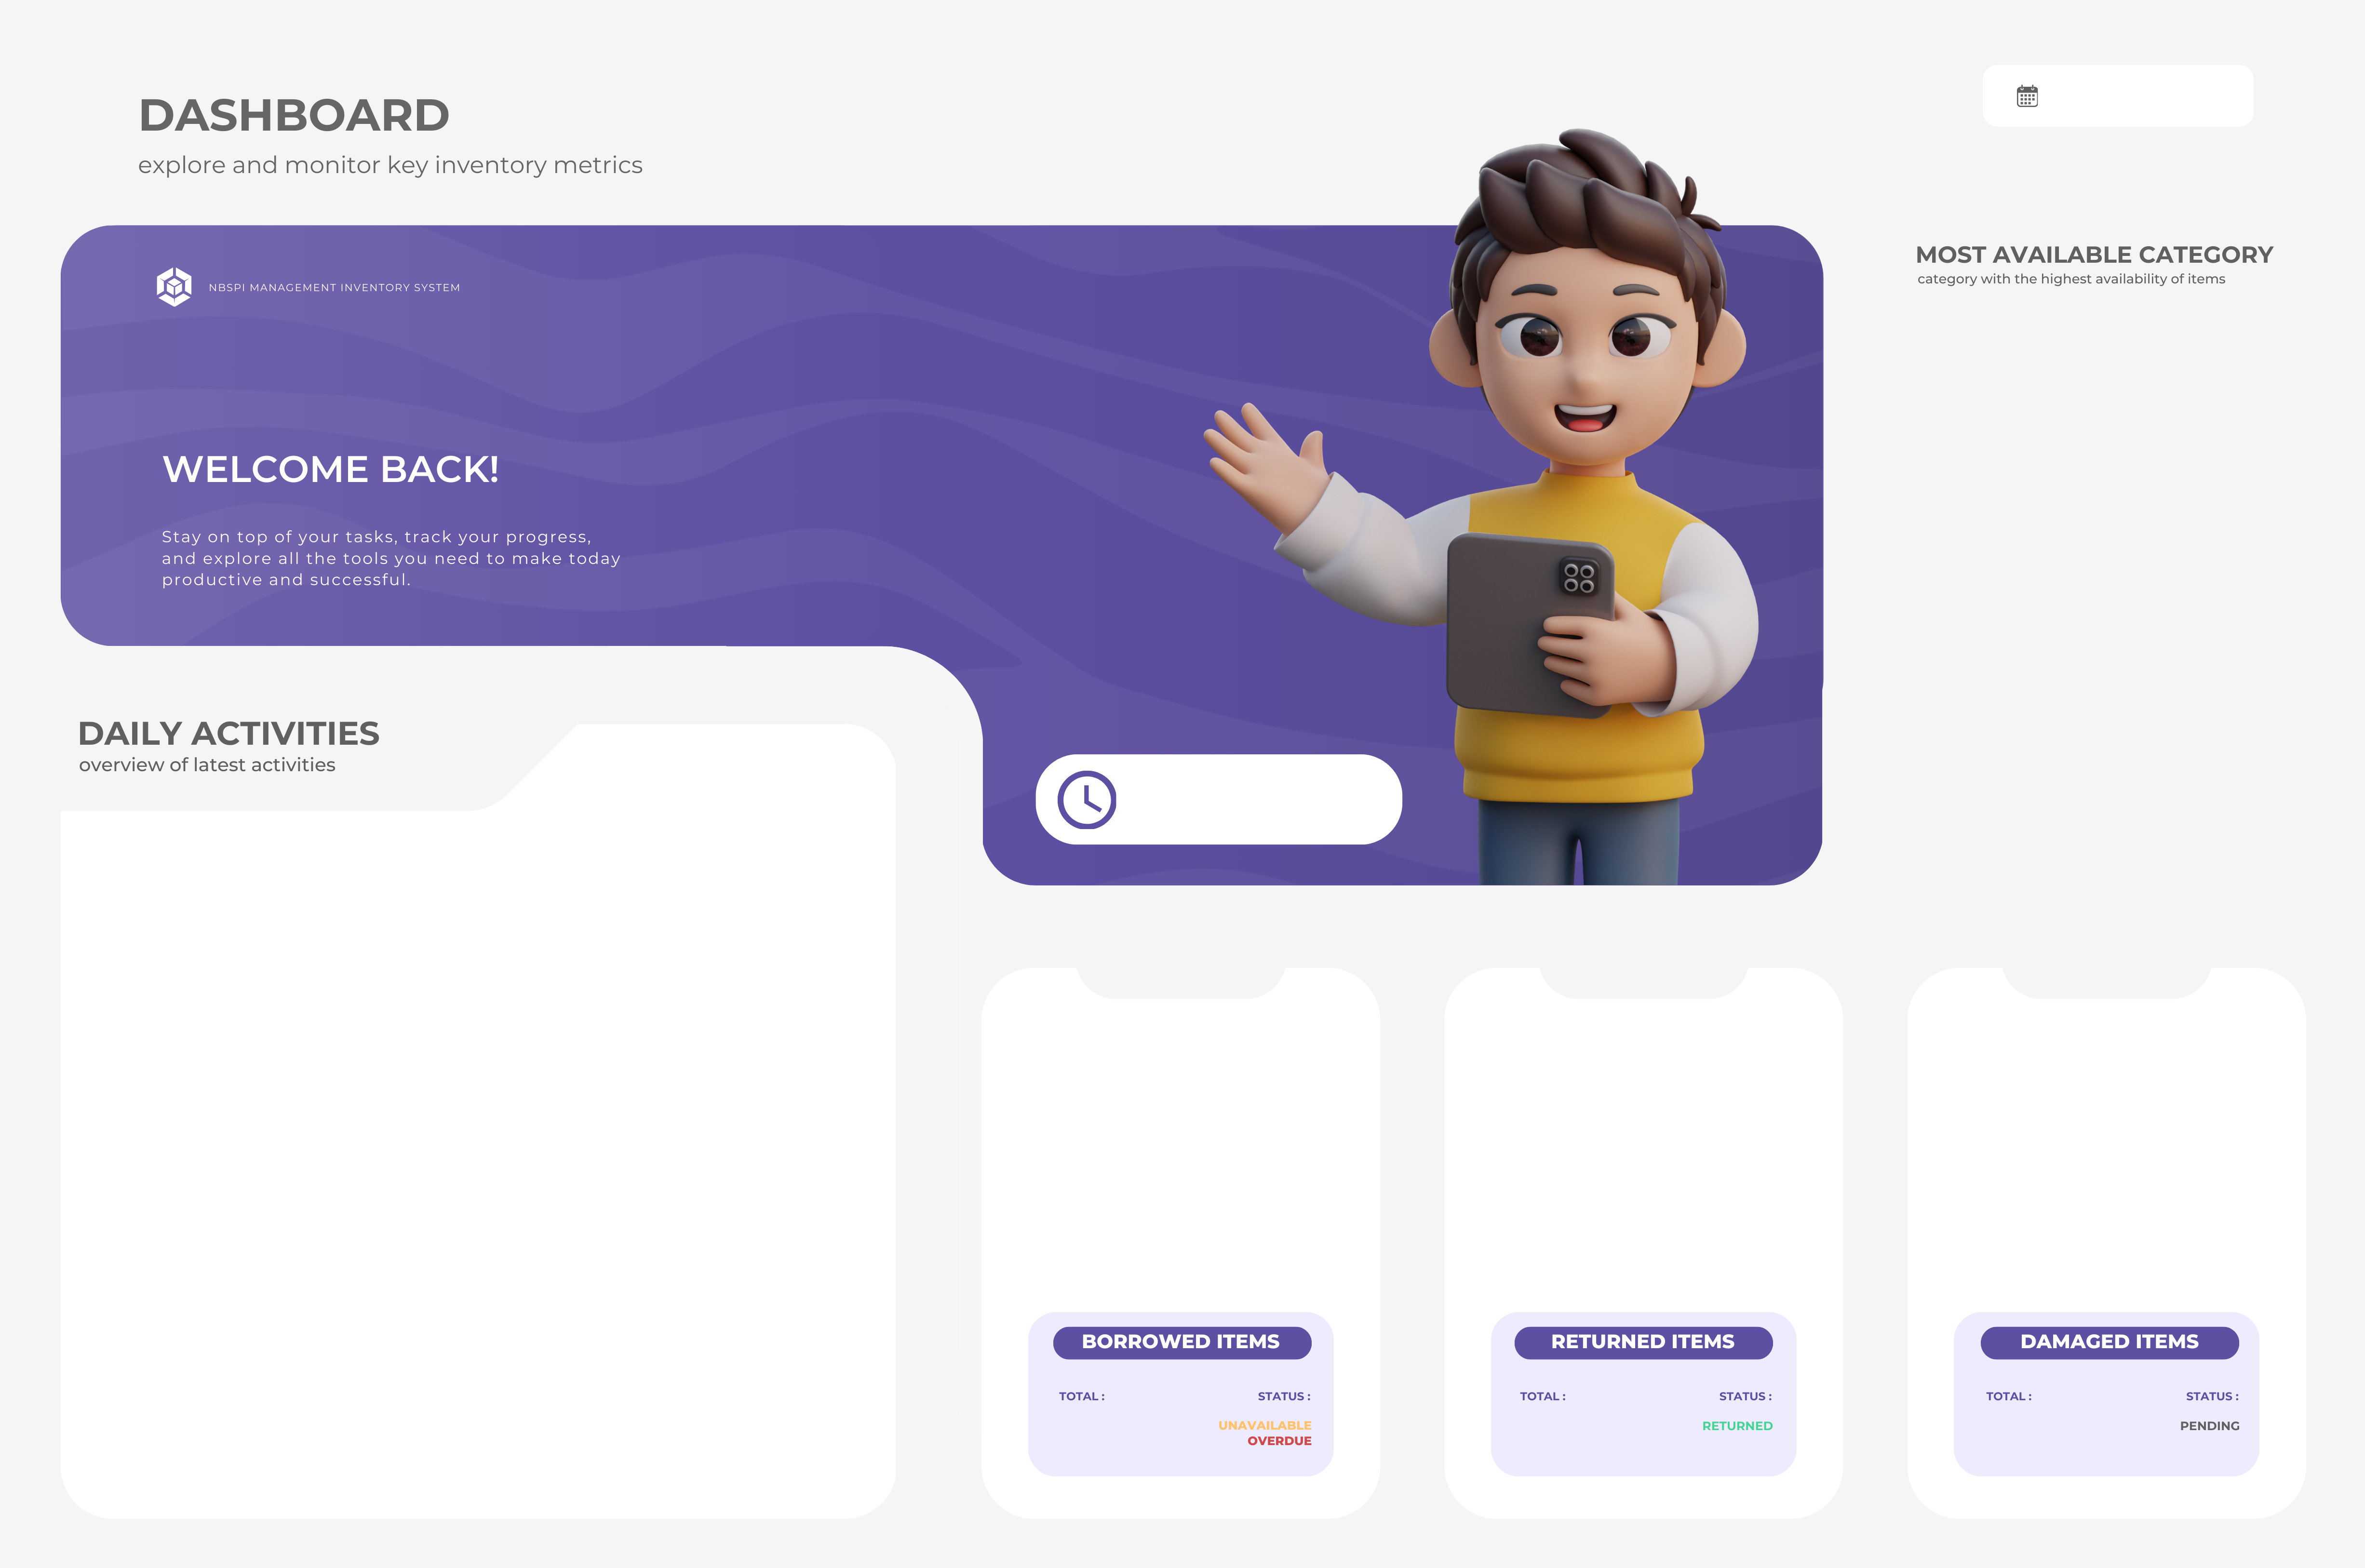 DASHBOARD
explore and monitor key inventory metrics
NBSPI MANAGEMENT INVENTORY SYSTEM
WELCOME BACK!
Stay on top of your tasks, track your progress,
and explore all the tools you need to make today
productive and successful.
MOST AVAILABLE CATEGORY
category with the highest availability of items
DAILY ACTIVITIES
overview of latest activities
BORROWED ITEMS
TOTAL :
STATUS :
UNAVAILABLE
OVERDUE
RETURNED ITEMS
TOTAL :
STATUS :
RETURNED
DAMAGED ITEMS
TOTAL :
STATUS :
PENDING